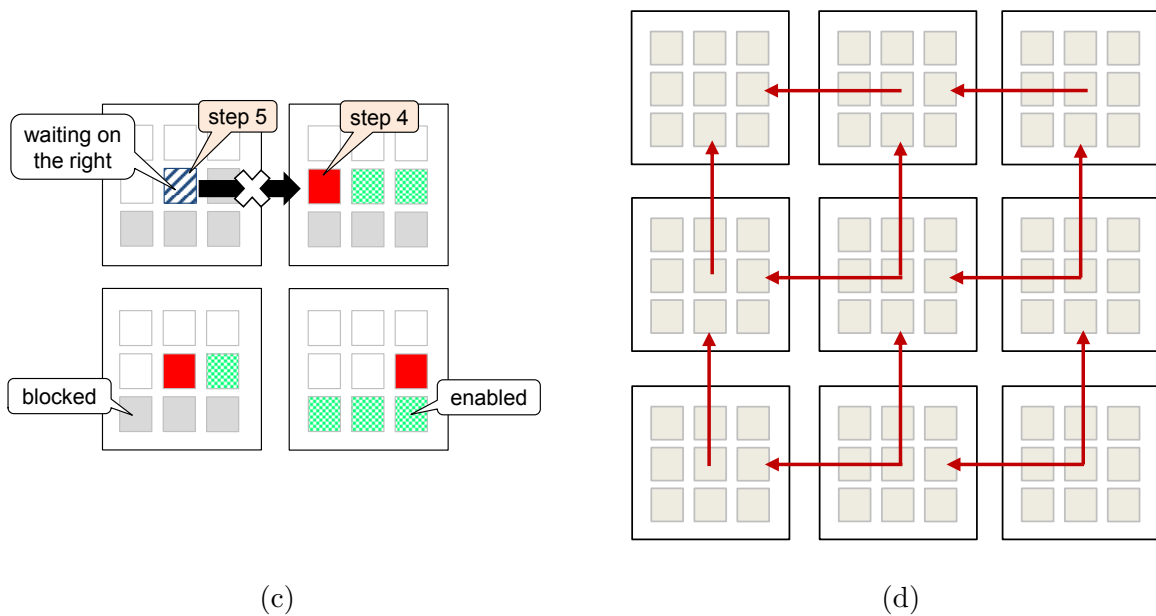 step 5
step 4
waiting on
the right
blocked
enabled
(c)
(d)